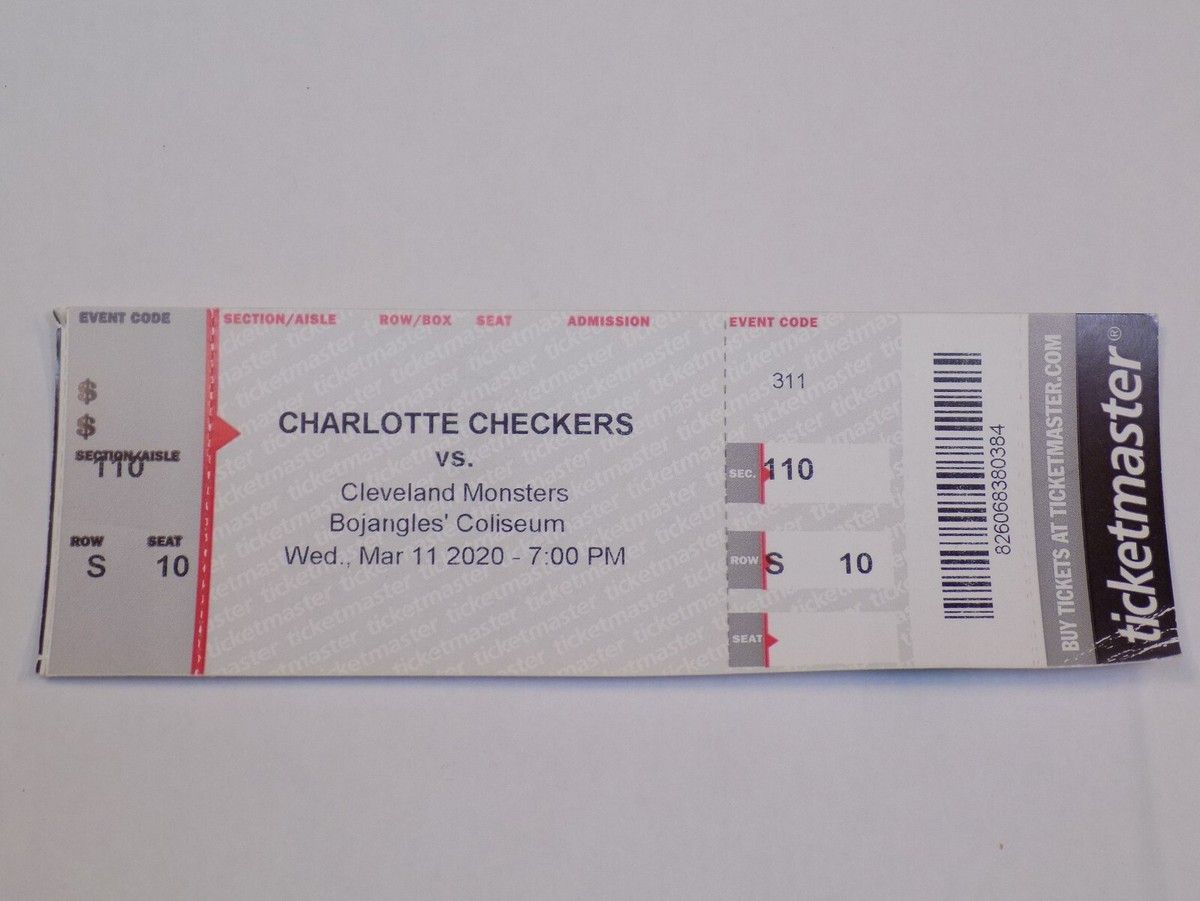 EVENT CODE
$
$
SECTION/AISLE
110
ROW SEAT
S 10
SECTION/AISLE ROW/BOX SEAT ADMISSION
CHARLOTTE CHECKERS
vs.
Cleveland Monsters
Bojangles' Coliseum
Wed., Mar 11 2020 - 7:00 PM
EVENT CODE
311
SEC. 110
ROW S 10
SEAT
826068380384
BUY TICKETS AT TICKETMASTER.COM
ticketmaster®